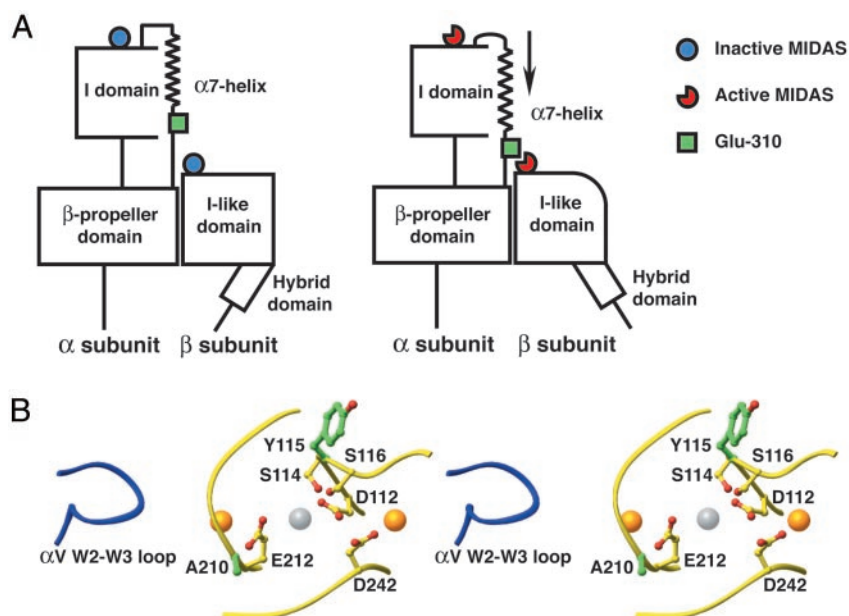 A
I domain
α7-helix
β-propeller
domain
I-like
domain
Hybrid
domain
α subunit
β subunit
I domain
α7-helix
β-propeller
domain
I-like
domain
Hybrid
domain
α subunit
β subunit
Inactive MIDAS
Active MIDAS
Glu-310
B
αV W2-W3 loop
Y115
S116
S114
D112
A210
E212
D242
αV W2-W3 loop
Y115
S116
S114
D112
A210
E212
D242